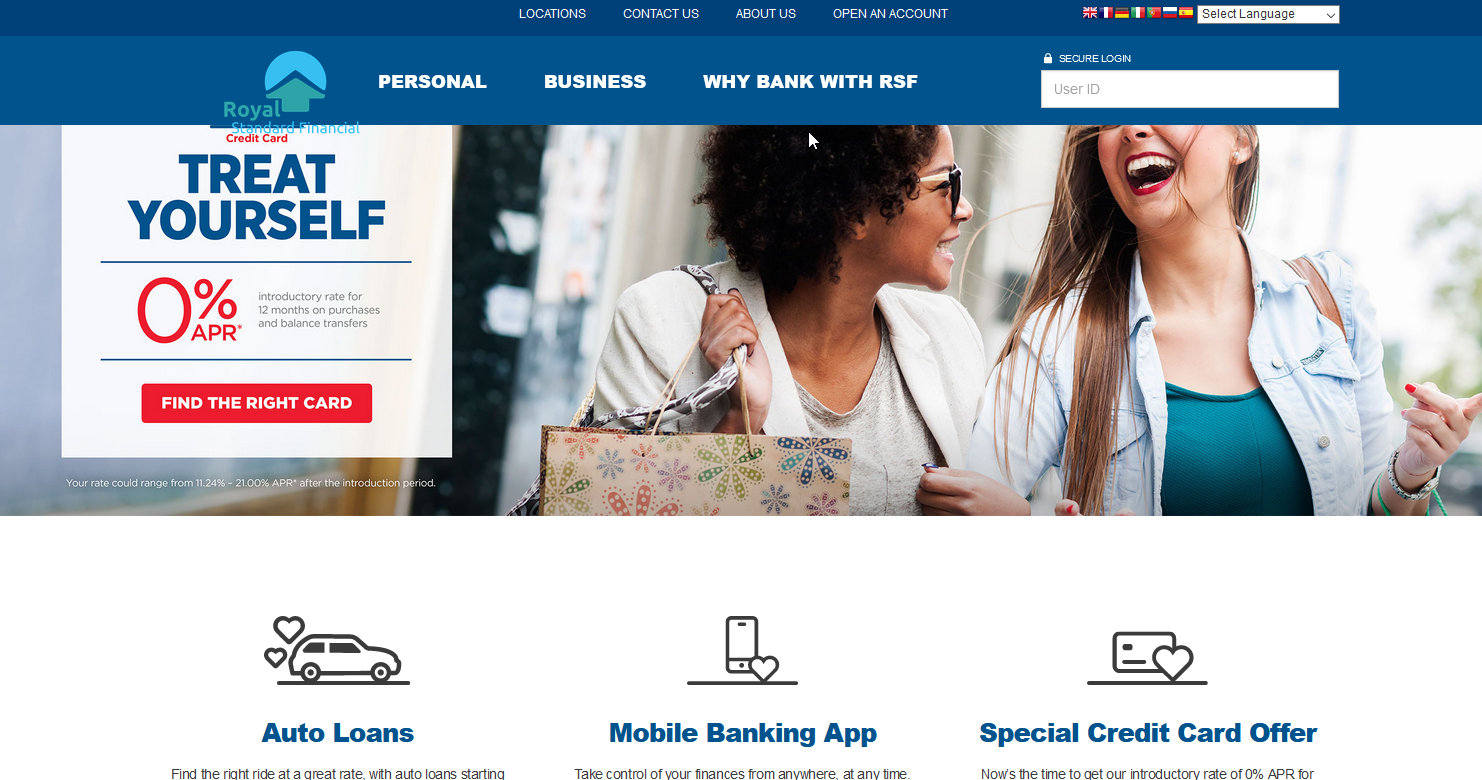 LOCATIONS CONTACT US ABOUT US OPEN AN ACCOUNT Select Language
SECURE LOGIN
PERSONAL BUSINESS WHY BANK WITH RSF
User ID
Royal
Standard Financial
Credit Card
TREAT
YOURSELF
0% APR*
introductory rate for
12 months on purchases
and balance transfers
FIND THE RIGHT CARD
Your rate could range from 11.24% – 21.00% APR* after the introduction period.
Auto Loans
Find the right ride at a great rate, with auto loans starting
Mobile Banking App
Take control of your finances from anywhere, at any time.
Special Credit Card Offer
Now's the time to get our introductory rate of 0% APR for